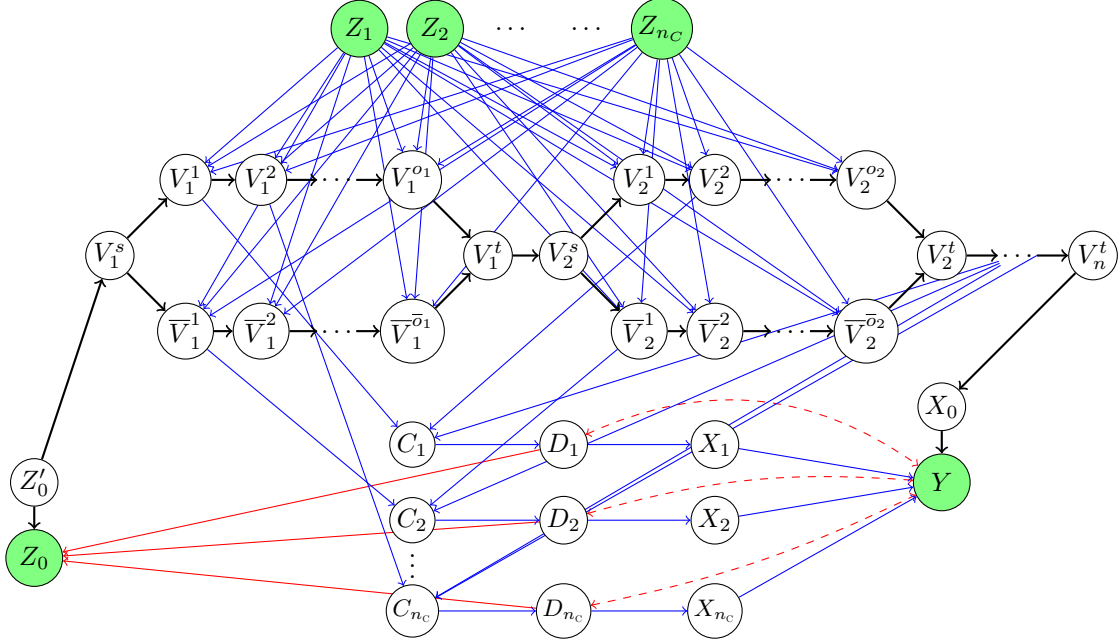 Z_1 Z_2 ... ... Z_{n_C}
V_1^1 V_1^2 ... V_1^{o_1} V_2^1 V_2^2 ... V_2^{o_2}
V_1^s V_1^t V_2^s V_2^t ... V_n^t
\overline{V}_1^1 \overline{V}_1^2 ... \overline{V}_1^{\overline{o}_1} \overline{V}_2^1 \overline{V}_2^2 ... \overline{V}_2^{\overline{o}_2}
X_0
C_1 D_1 X_1
Z'_0 Y
C_2 D_2 X_2
Z_0 ⋮
C_{n_C} D_{n_C} X_{n_C}